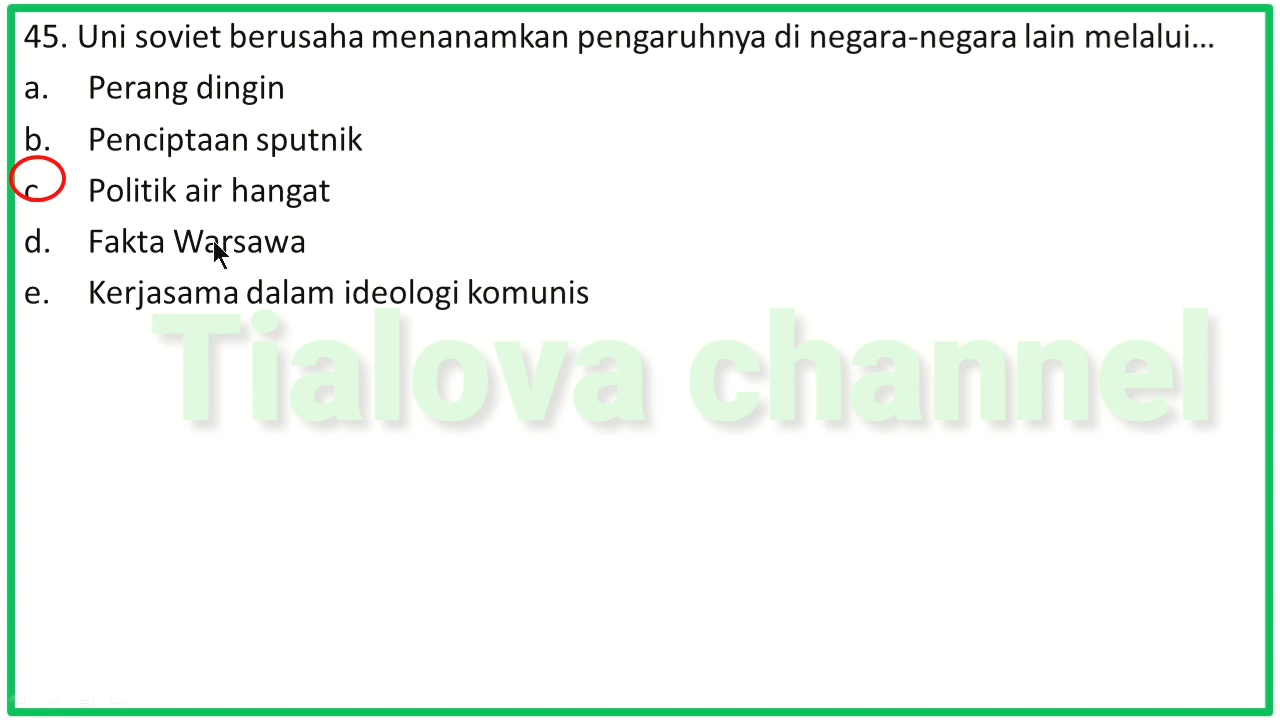 45. Uni soviet berusaha menanamkan pengaruhnya di negara-negara lain melalui...
a. Perang dingin
b. Penciptaan sputnik
c Politik air hangat
d. Fakta Warsawa
e. Kerjasama dalam ideologi komunis
Tialova channel